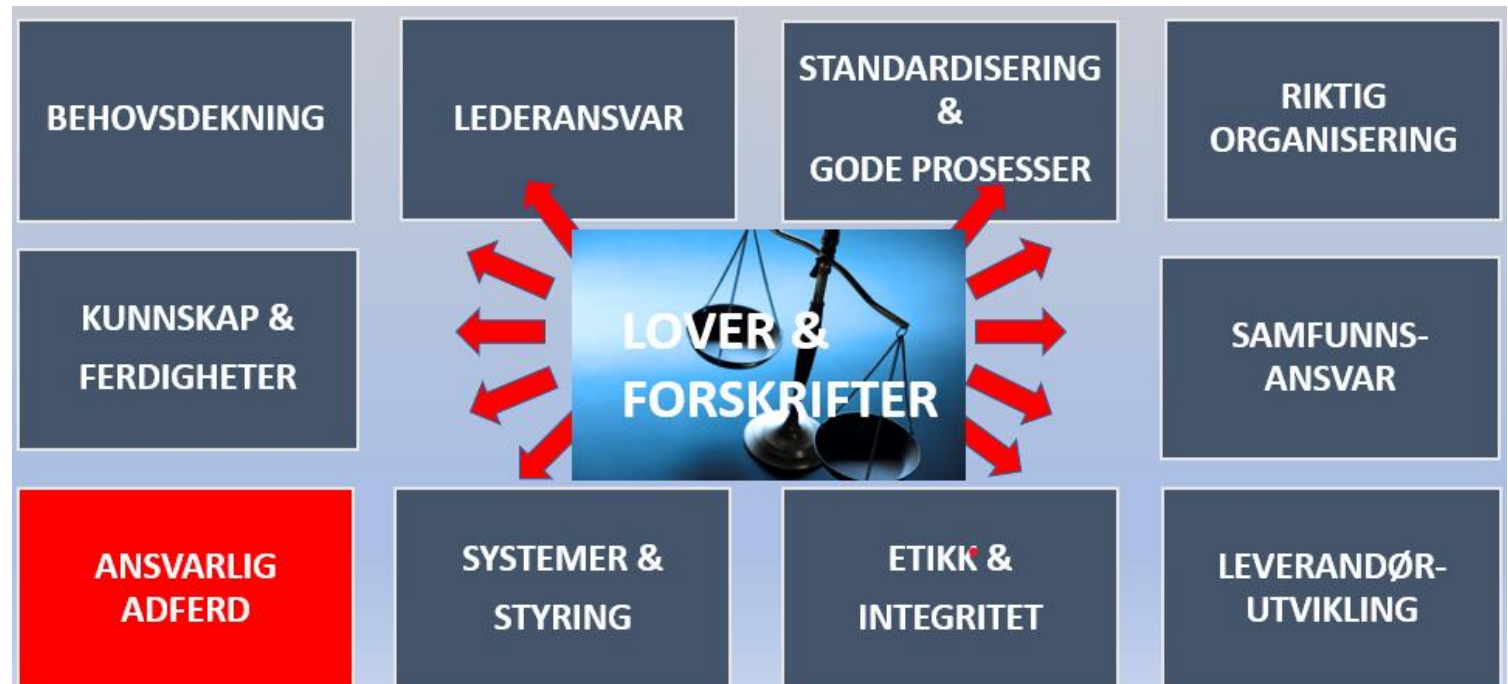 BEHOVSDEKNING
LEDERANSVAR
STANDARDISERING
&
GODE PROSESSER
RIKTIG
ORGANISERING
KUNNSKAP &
FERDIGHETER
LOVER &
FORSKRIFTER
SAMFUNNS-
ANSVAR
ANSVARLIG
ADFERD
SYSTEMER &
STYRING
ETIKK &
INTEGRITET
LEVERANDØR-
UTVIKLING